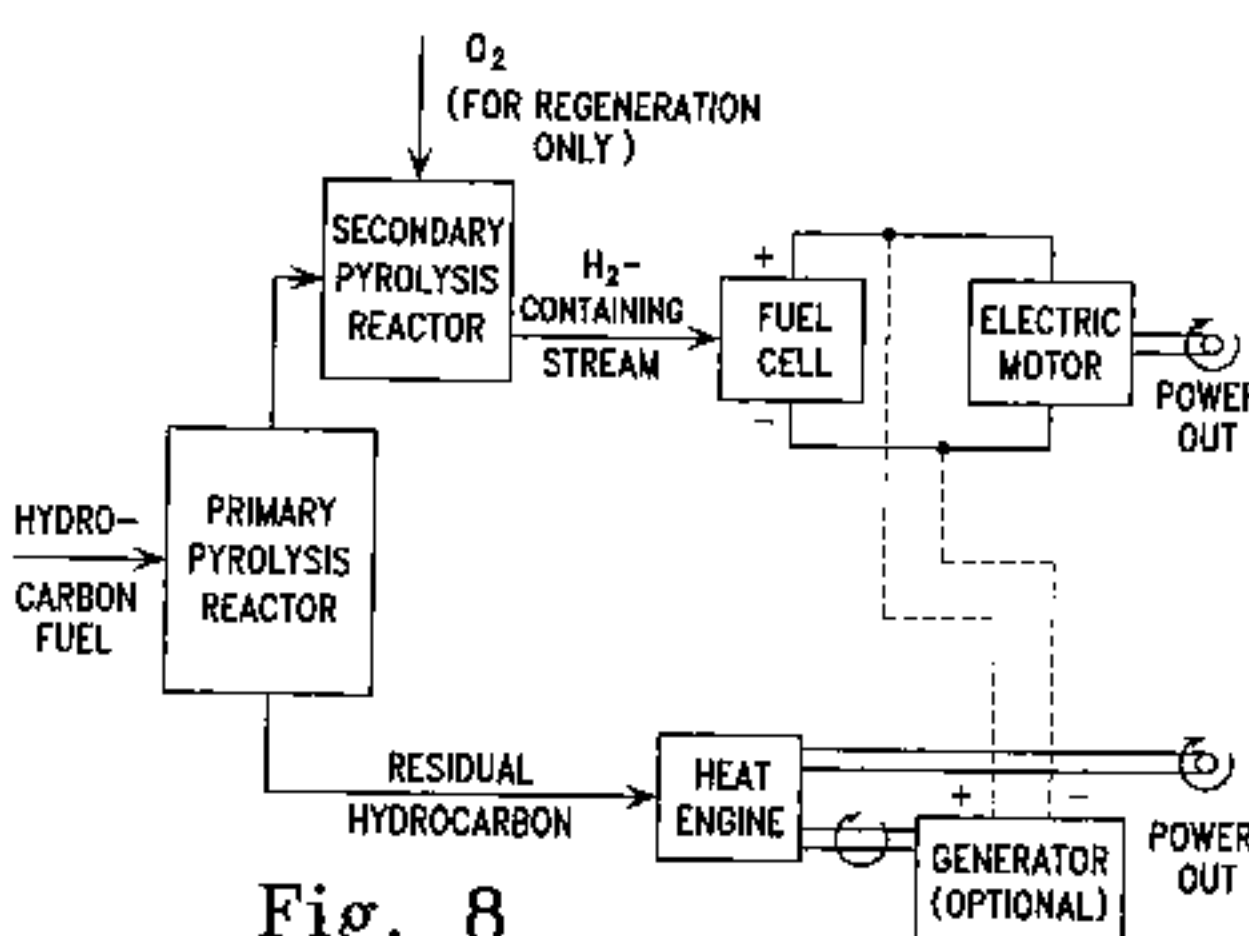 O2
(FOR REGENERATION
ONLY)
SECONDARY
PYROLYSIS
REACTOR
H2-
CONTAINING
STREAM
+
FUEL
CELL
−
ELECTRIC
MOTOR
POWER
OUT
HYDRO-
CARBON
FUEL
PRIMARY
PYROLYSIS
REACTOR
RESIDUAL
HYDROCARBON
HEAT
ENGINE
+ −
GENERATOR
(OPTIONAL)
POWER
OUT
Fig. 8